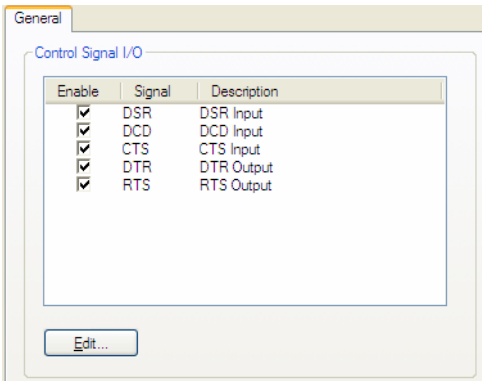 General
Control Signal I/O
Enable Signal Description
DSR DSR Input
DCD DCD Input
CTS CTS Input
DTR DTR Output
RTS RTS Output
Edit...